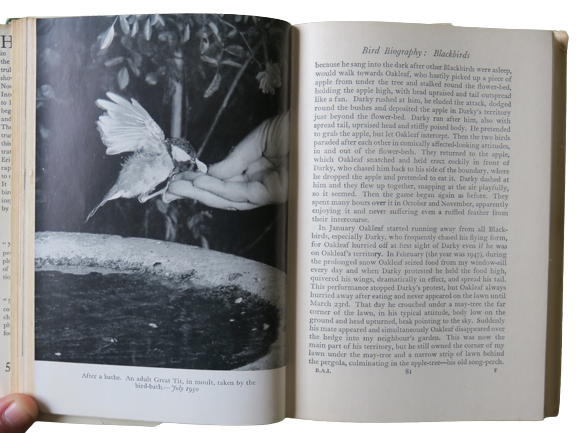 After a bathe. An adult Great Tit, in moult, taken by the
bird-bath.—July 1950
Bird Biography: Blackbirds
because he sang into the dark after other Blackbirds were asleep,
would walk towards Oakleaf, who hastily picked up a piece of
apple from under the tree and stalked round the flower-bed,
holding the apple high, with head upraised and tail outspread
like a fan. Darky rushed at him, he eluded the attack, dodged
round the bushes and deposited the apple in Darky's territory
just beyond the flower-bed. Darky ran after him, also with
spread tail, upraised head and stiffly poised body. He pretended
to grab the apple, but let Oakleaf intercept. Then the two birds
paraded after each other in comically affected-looking attitudes,
in and out of the flower-beds. They returned to the apple,
which Oakleaf snatched and held erect rockily in front of
Darky, who chased him back to his side of the boundary, where
he dropped the apple and pretended to eat it. Darky dashed at
him and they flew up together, snapping at the air playfully,
so it seemed. Then the game began again as before. They
spent many hours over it in October and November, apparently
enjoying it and never suffering even a ruffled feather from
their intercourse.
In January Oakleaf started running away from all Black-
birds, especially Darky, who frequently chased his flying form,
for Oakleaf hurried off at first sight of Darky even if he was
on Oakleaf's territory. In February (the year was 1947), during
the prolonged snow Oakleaf seized food from my window-sill
every day and when Darky protested he held the food high,
quivered his wings, dramatically in effect, and spread his tail.
This performance stopped Darky's protest, but Oakleaf always
hurried away after eating and never appeared on the lawn until
March 23rd. That day he crouched under a may-tree the far
corner of the lawn, in his typical attitude, body low on the
ground and head upturned, beak pointing to the sky. Suddenly
his mate appeared and simultaneously Oakleaf disappeared over
the hedge into my neighbour's garden. This was now the
main part of his territory, but he still owned the corner of my
lawn under the may-tree and a narrow strip of lawn behind
the pergola, culminating in the apple-tree—his old song-perch.
B.A.I. 81 F